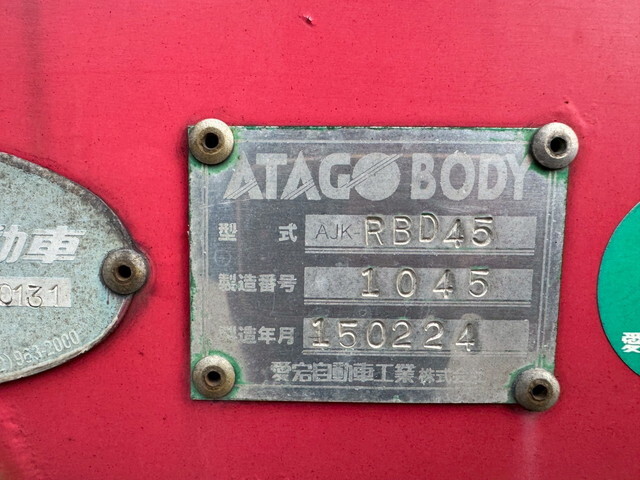 ATAGO BODY
型式 AJK- RBD45
製造番号 1045
製造年月 150224
愛宕自動車工業株式会社
動車
0131
愛